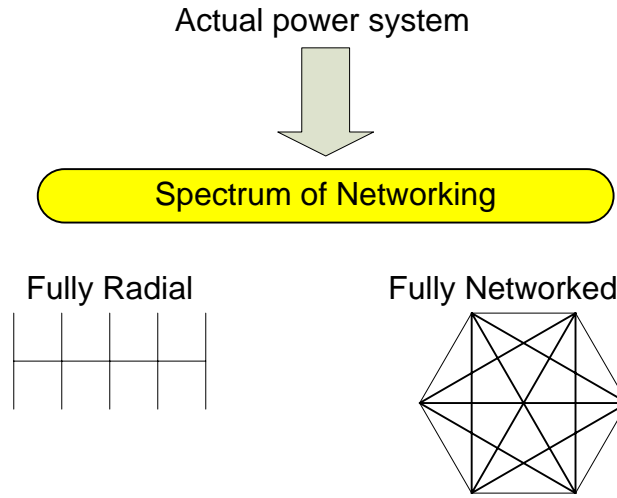 Actual power system
Spectrum of Networking
Fully Radial
Fully Networked